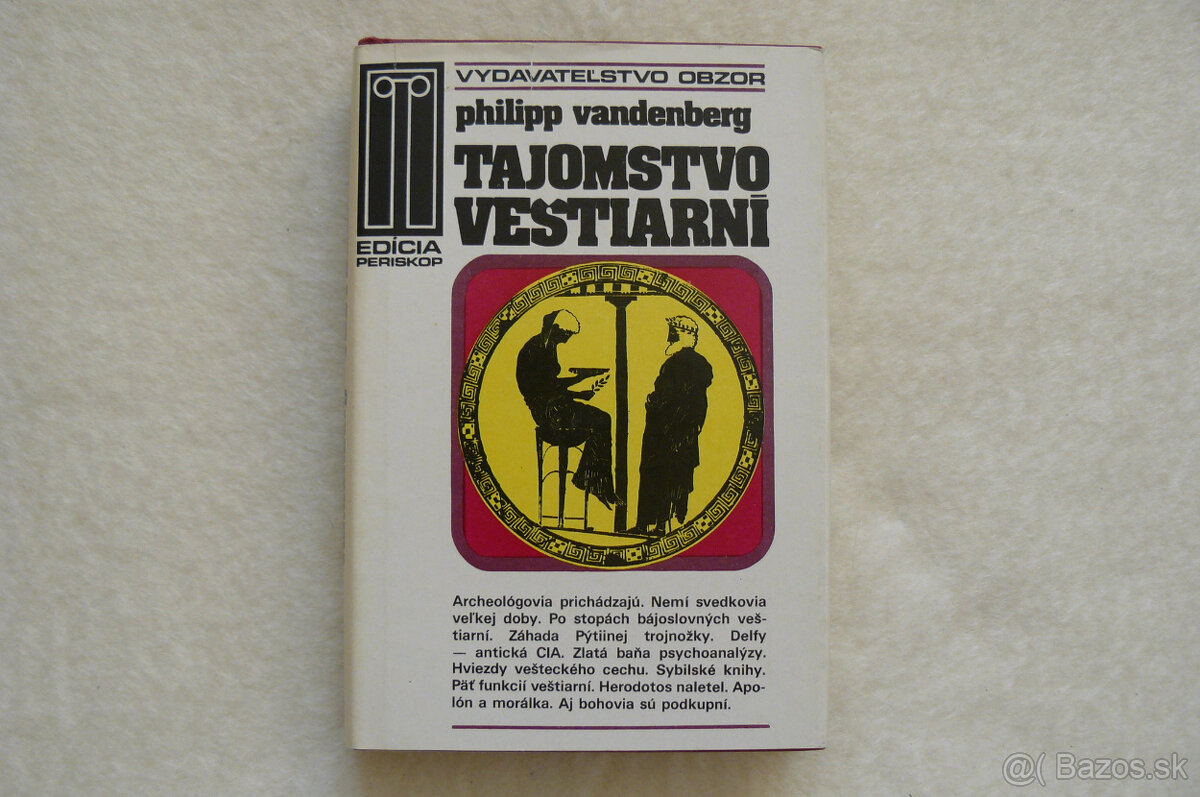 VYDAVATEĽSTVO OBZOR
philipp vandenberg
TAJOMSTVO
VEŠTIARNÍ
EDÍCIA
PERISKOP
Archeológovia prichádzajú. Nemí svedkovia
veľkej doby. Po stopách bájoslovných veš-
tiarní. Záhada Pýtiinej trojnožky. Delfy
— antická CIA. Zlatá baňa psychoanalýzy.
Hviezdy vešteckého cechu. Sybilské knihy.
Päť funkcií veštiarní. Herodotos naletel. Apo-
lón a morálka. Aj bohovia sú podkupní.
@( Bazos.sk